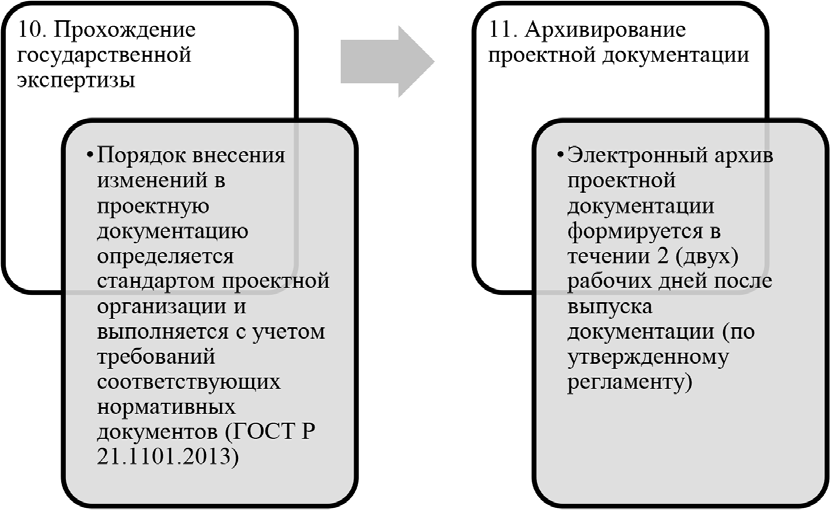 10. Прохождение
государственной
экспертизы
•Порядок внесения
изменений в
проектную
документацию
определяется
стандартом проектной
организации и
выполняется с учетом
требований
соответствующих
нормативных
документов (ГОСТ Р
21.1101.2013)
11. Архивирование
проектной документации
•Электронный архив
проектной
документации
формируется в
течении 2 (двух)
рабочих дней после
выпуска
документации (по
утвержденному
регламенту)